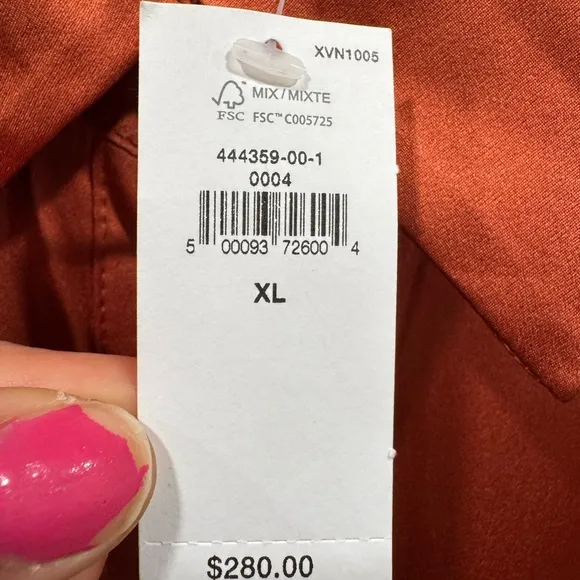 XVN1005
MIX/MIXTE
FSC FSC™ C005725
444359-00-1
0004
5 00093 72600 4
XL
$280.00